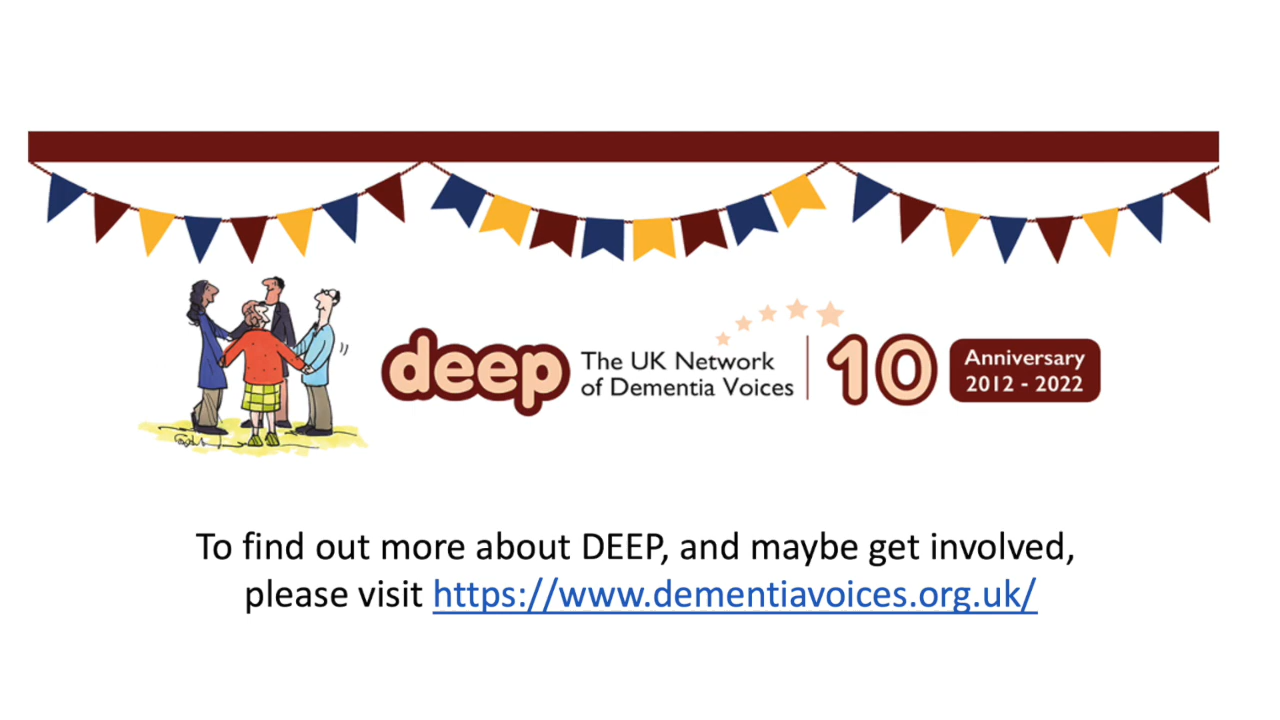 deep
The UK Network
of Dementia Voices
10
Anniversary
2012 - 2022
To find out more about DEEP, and maybe get involved,
please visit https://www.dementiavoices.org.uk/